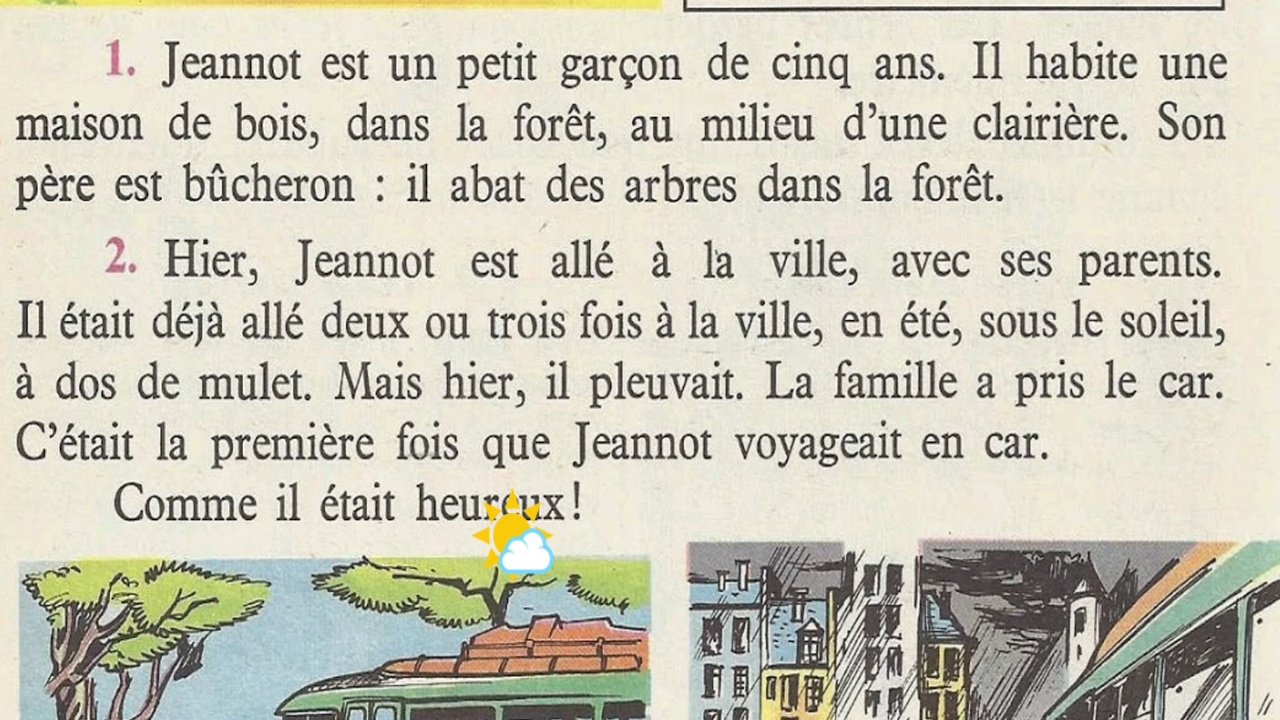 1. Jeannot est un petit garçon de cinq ans. Il habite une
maison de bois, dans la forêt, au milieu d'une clairière. Son
père est bûcheron : il abat des arbres dans la forêt.
2. Hier, Jeannot est allé à la ville, avec ses parents.
Il était déjà allé deux ou trois fois à la ville, en été, sous le soleil,
à dos de mulet. Mais hier, il pleuvait. La famille a pris le car.
C'était la première fois que Jeannot voyageait en car.
Comme il était heureux!